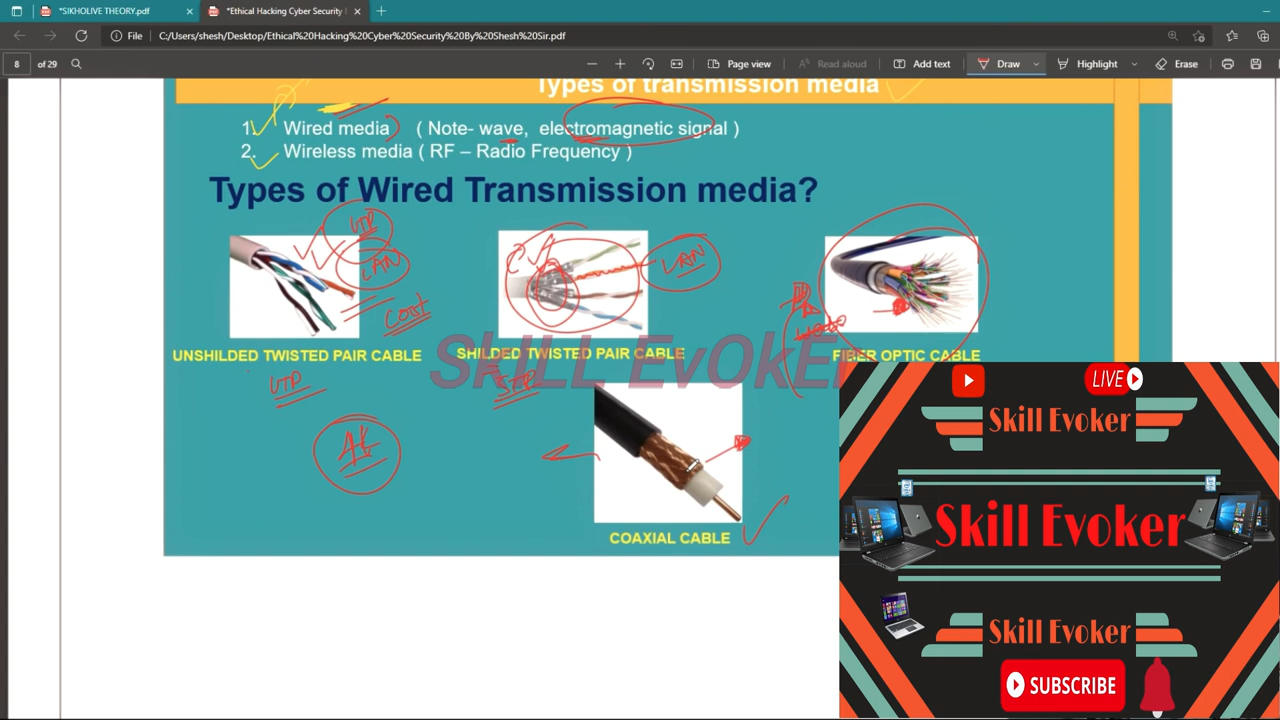 *SIKHOLIVE THEORY.pdf
*Ethical Hacking Cyber Security
File
C:/Users/shesh/Desktop/Ethical%20Hacking%20Cyber%20Security%20By%20Shesh%20Sir.pdf
8 of 29
Page view
Read aloud
Add text
Draw
Highlight
Erase
Types of transmission media
1. Wired media ( Note- wave, electromagnetic signal )
2. Wireless media ( RF – Radio Frequency )
Types of Wired Transmission media?
UTP
LAN
LAN
Cost
UNSHILDED TWISTED PAIR CABLE
SHILDED TWISTED PAIR CABLE
FIBER OPTIC CABLE
SKILL EvOKER
UTP
STP
COAXIAL CABLE
LIVE
Skill Evoker
Skill Evoker
Skill Evoker
SUBSCRIBE